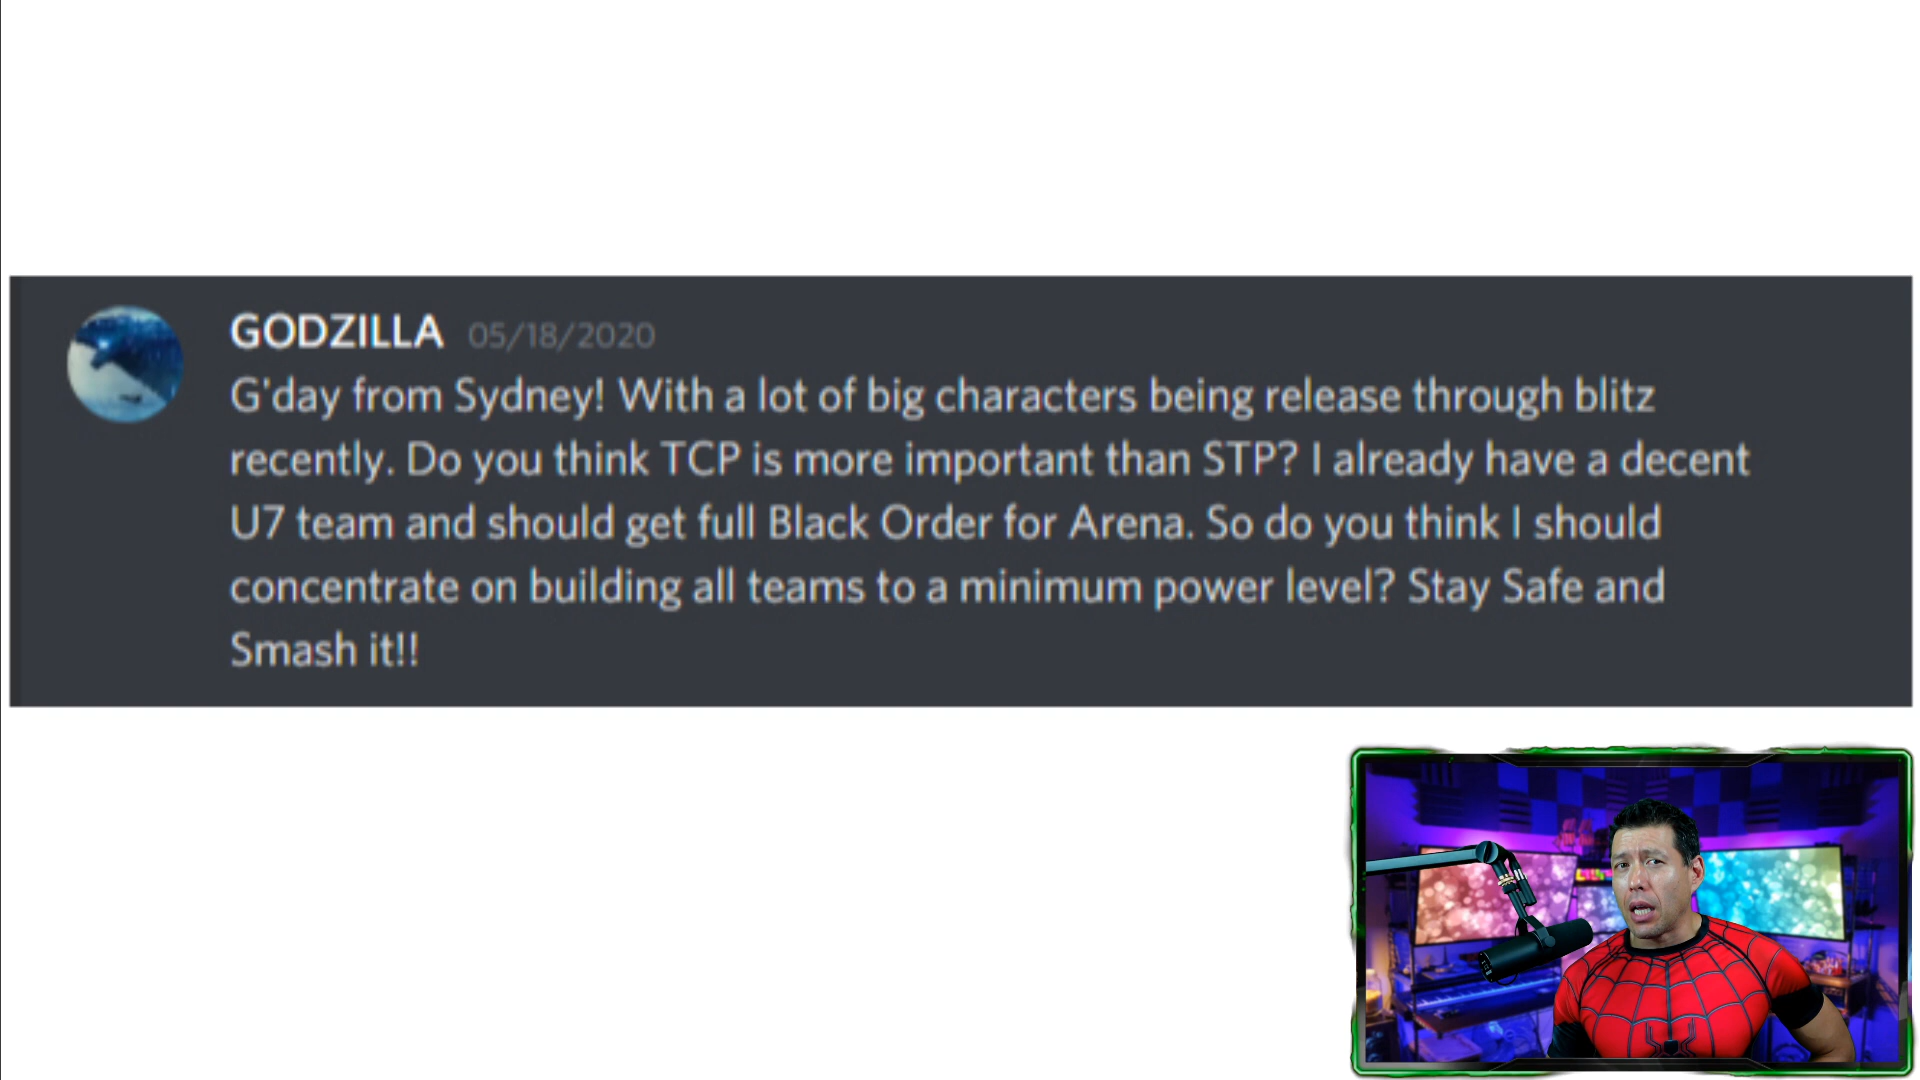 GODZILLA 05/18/2020
G'day from Sydney! With a lot of big characters being release through blitz
recently. Do you think TCP is more important than STP? I already have a decent
U7 team and should get full Black Order for Arena. So do you think I should
concentrate on building all teams to a minimum power level? Stay Safe and
Smash it!!